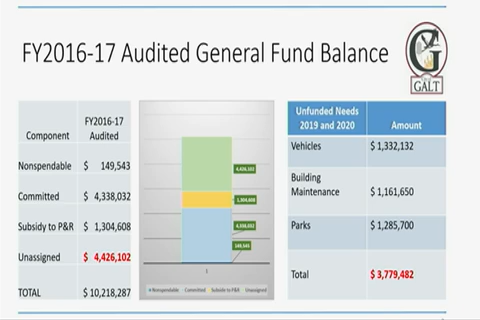 FY2016-17 Audited General Fund Balance
GALT
Component FY2016-17 Audited
Nonspendable $ 149,543
Committed $ 4,338,032
Subsidy to P&R $ 1,304,608
Unassigned $ 4,426,102
TOTAL $ 10,218,287
4,426,102
1,304,608
4,338,032
149,543
1
Nonspendable Committed Subsidy to P&R Unassigned
Unfunded Needs
2019 and 2020 Amount
Vehicles $ 1,332,132
Building
Maintenance $ 1,161,650
Parks $ 1,285,700
Total $ 3,779,482